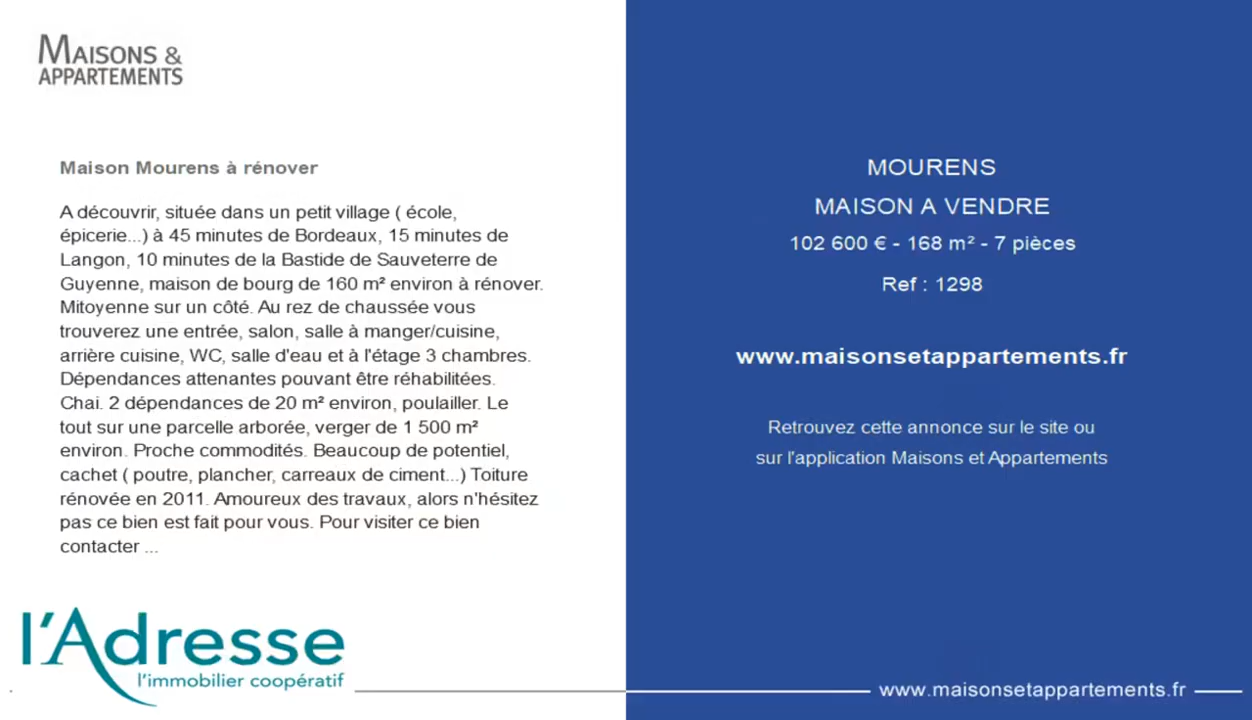 MAISONS &
APPARTEMENTS
Maison Mourens à rénover
A découvrir, située dans un petit village ( école,
épicerie...) à 45 minutes de Bordeaux, 15 minutes de
Langon, 10 minutes de la Bastide de Sauveterre de
Guyenne, maison de bourg de 160 m² environ à rénover.
Mitoyenne sur un côté. Au rez de chaussée vous
trouverez une entrée, salon, salle à manger/cuisine,
arrière cuisine, WC, salle d'eau et à l'étage 3 chambres.
Dépendances attenantes pouvant être réhabilitées.
Chai. 2 dépendances de 20 m² environ, poulailler. Le
tout sur une parcelle arborée, verger de 1 500 m²
environ. Proche commodités. Beaucoup de potentiel,
cachet ( poutre, plancher, carreaux de ciment...) Toiture
rénovée en 2011. Amoureux des travaux, alors n'hésitez
pas ce bien est fait pour vous. Pour visiter ce bien
contacter ...
l'Adresse
l'immobilier coopératif
MOURENS
MAISON A VENDRE
102 600 € - 168 m² - 7 pièces
Ref : 1298
www.maisonsetappartements.fr
Retrouvez cette annonce sur le site ou
sur l'application Maisons et Appartements
www.maisonsetappartements.fr